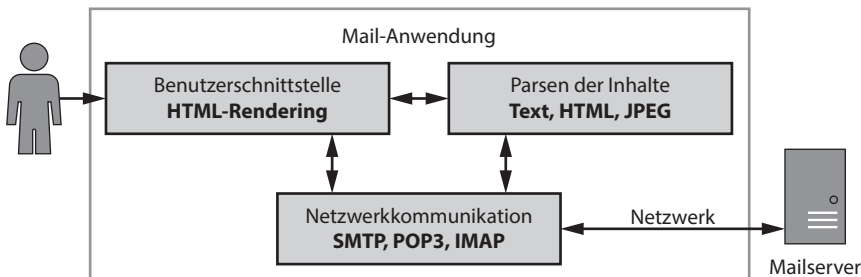 Mail-Anwendung
Benutzerschnittstelle
HTML-Rendering
Parsen der Inhalte
Text, HTML, JPEG
Netzwerkkommunikation
SMTP, POP3, IMAP
Netzwerk
Mailserver